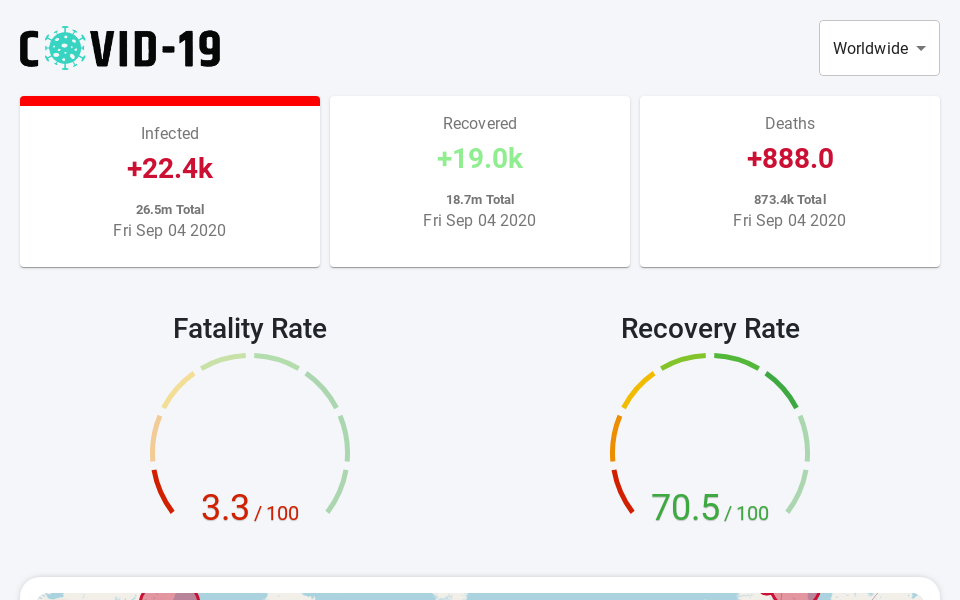 COVID-19
Worldwide
Infected
+22.4k
26.5m Total
Fri Sep 04 2020
Recovered
+19.0k
18.7m Total
Fri Sep 04 2020
Deaths
+888.0
873.4k Total
Fri Sep 04 2020
Fatality Rate
3.3 / 100
Recovery Rate
70.5 / 100